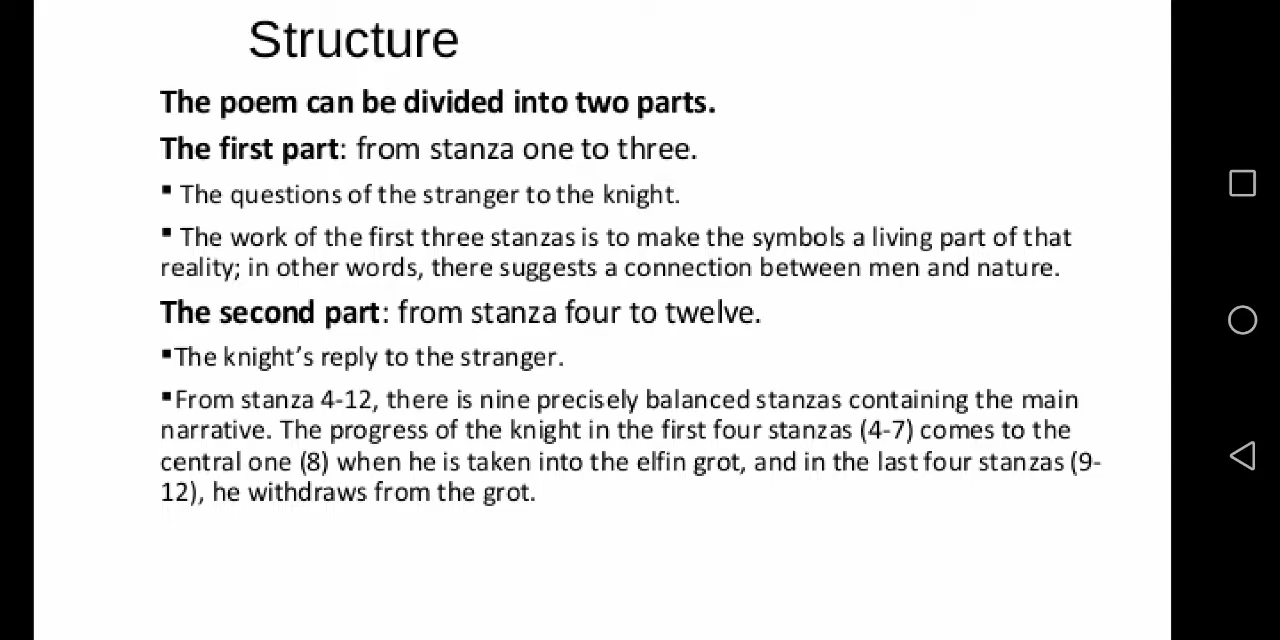 Structure
The poem can be divided into two parts.
The first part: from stanza one to three.
▪ The questions of the stranger to the knight.
▪ The work of the first three stanzas is to make the symbols a living part of that
reality; in other words, there suggests a connection between men and nature.
The second part: from stanza four to twelve.
▪The knight’s reply to the stranger.
▪From stanza 4-12, there is nine precisely balanced stanzas containing the main
narrative. The progress of the knight in the first four stanzas (4-7) comes to the
central one (8) when he is taken into the elfin grot, and in the last four stanzas (9-
12), he withdraws from the grot.